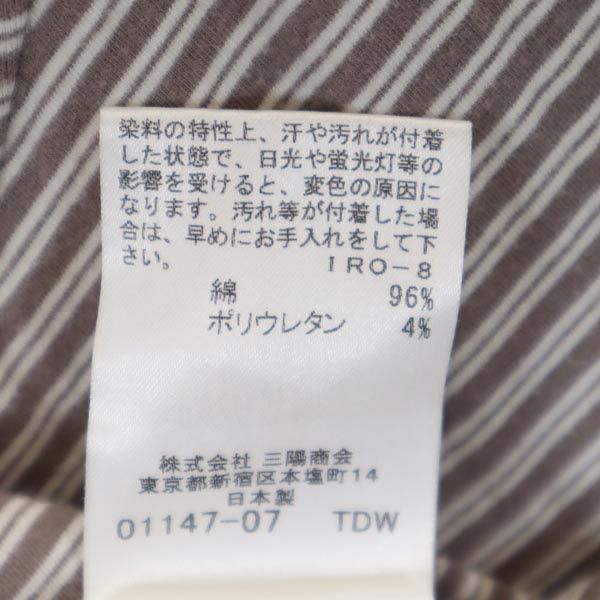 染料の特性上、汗や汚れが付着
した状態で、日光や蛍光灯等の
影響を受けると、変色の原因に
なります。汚れ等が付着した場
合は、早めにお手入れをして下
さい。 IRO-8
綿 96%
ポリウレタン 4%
株式会社 三陽商会
東京都新宿区本塩町14
日本製
01147-07 TDW